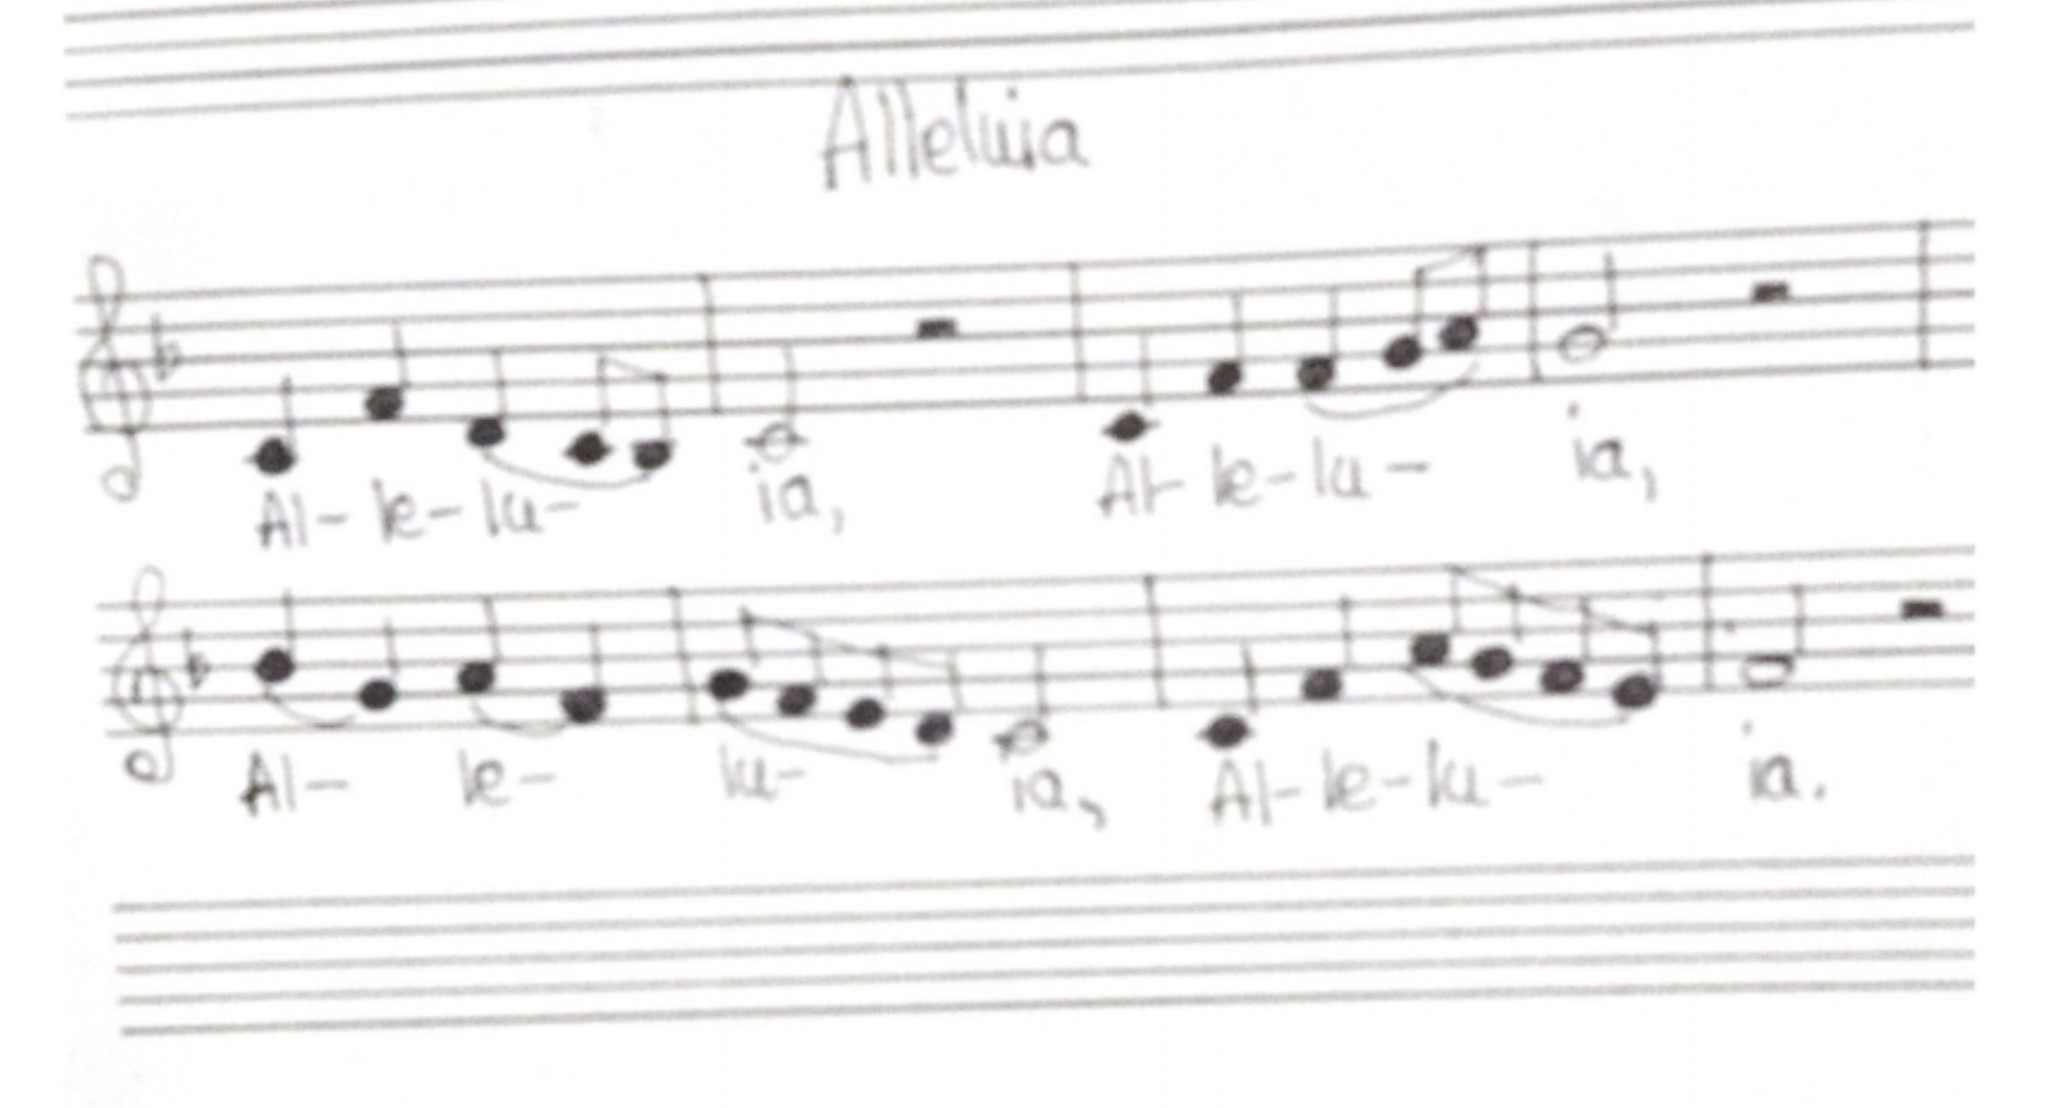 Alleluia
Al- le- lu- ia, Al- le- lu- ia,
Al- le- lu- ia, Al- le- lu- ia.